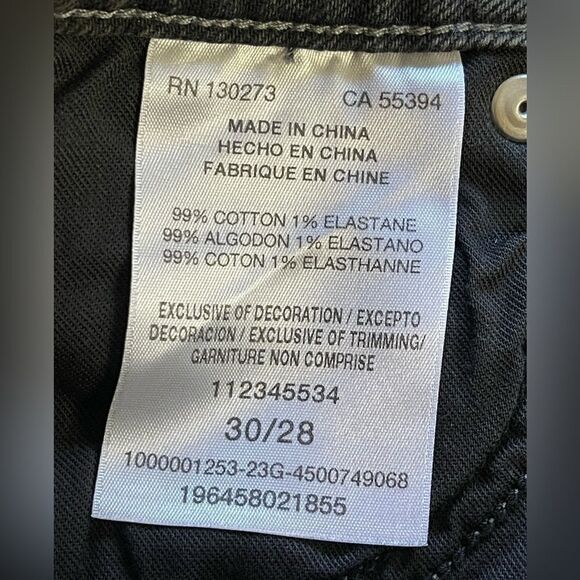 RN 130273 CA 55394
MADE IN CHINA
HECHO EN CHINA
FABRIQUE EN CHINE
99% COTTON 1% ELASTANE
99% ALGODON 1% ELASTANO
99% COTON 1% ELASTHANNE
EXCLUSIVE OF DECORATION / EXCEPTO
DECORACION / EXCLUSIVE OF TRIMMING/
GARNITURE NON COMPRISE
112345534
30/28
1000001253-23G-4500749068
196458021855